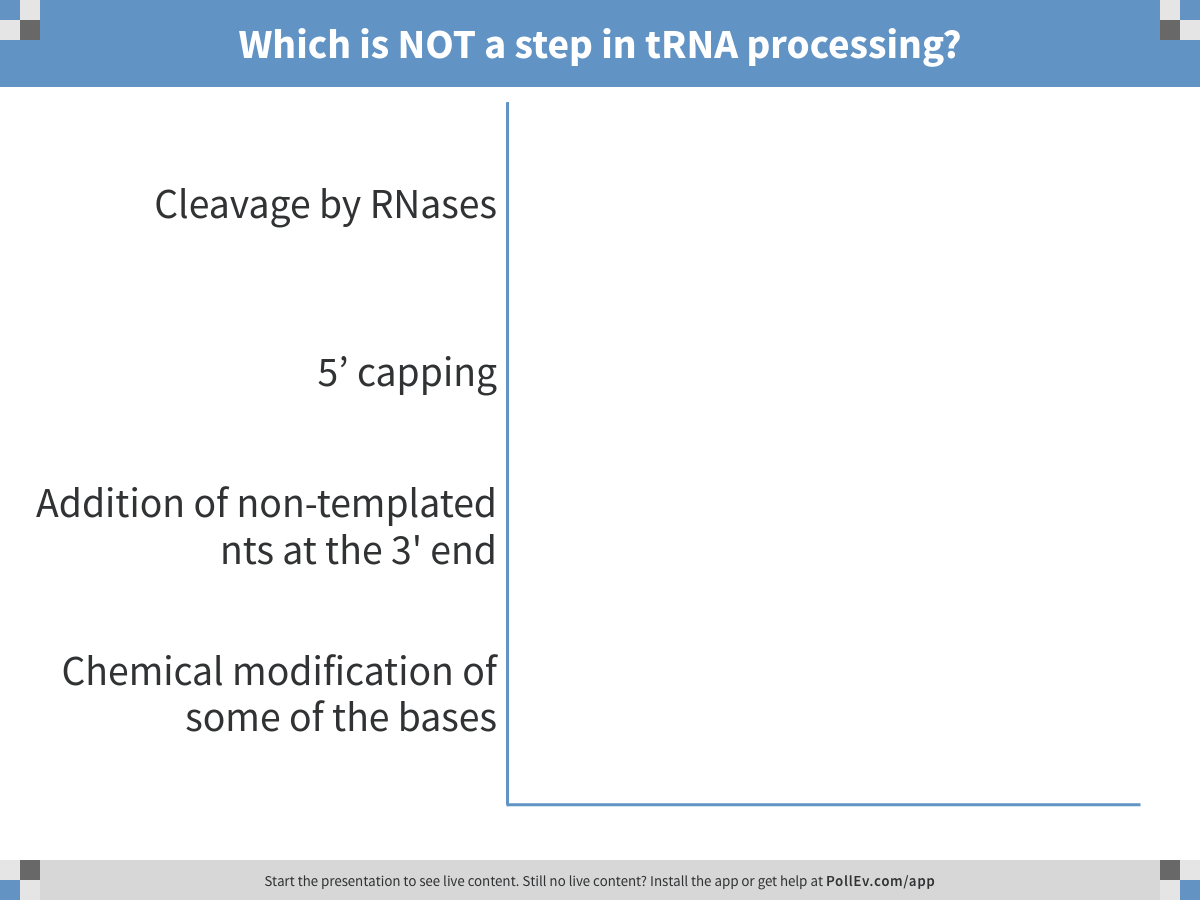 Which is NOT a step in tRNA processing?
Cleavage by RNases
5’ capping
Addition of non-templated
nts at the 3' end
Chemical modification of
some of the bases
Start the presentation to see live content. Still no live content? Install the app or get help at PollEv.com/app